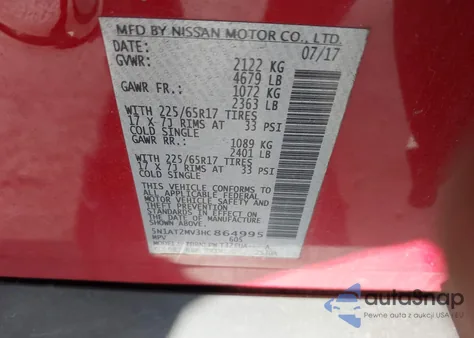 MFD BY NISSAN MOTOR CO., LTD.
DATE: 07/17
GVWR: 2122 KG
4679 LB
GAWR FR.: 1072 KG
2363 LB
WITH 225/65R17 TIRES
17 X 7J RIMS AT 33 PSI
COLD SINGLE
GAWR RR.: 1089 KG
2401 LB
WITH 225/65R17 TIRES
17 X 7J RIMS AT 33 PSI
COLD SINGLE
THIS VEHICLE CONFORMS TO ALL
APPLICABLE FEDERAL
MOTOR VEHICLE SAFETY
STANDARDS IN EFFECT ON THE
DATE OF MANUFACTURE
SHOWN ABOVE.
5N1AT2MV3HC864995
MPV 605
autoSnap
Pewne auta z aukcji USA i EU